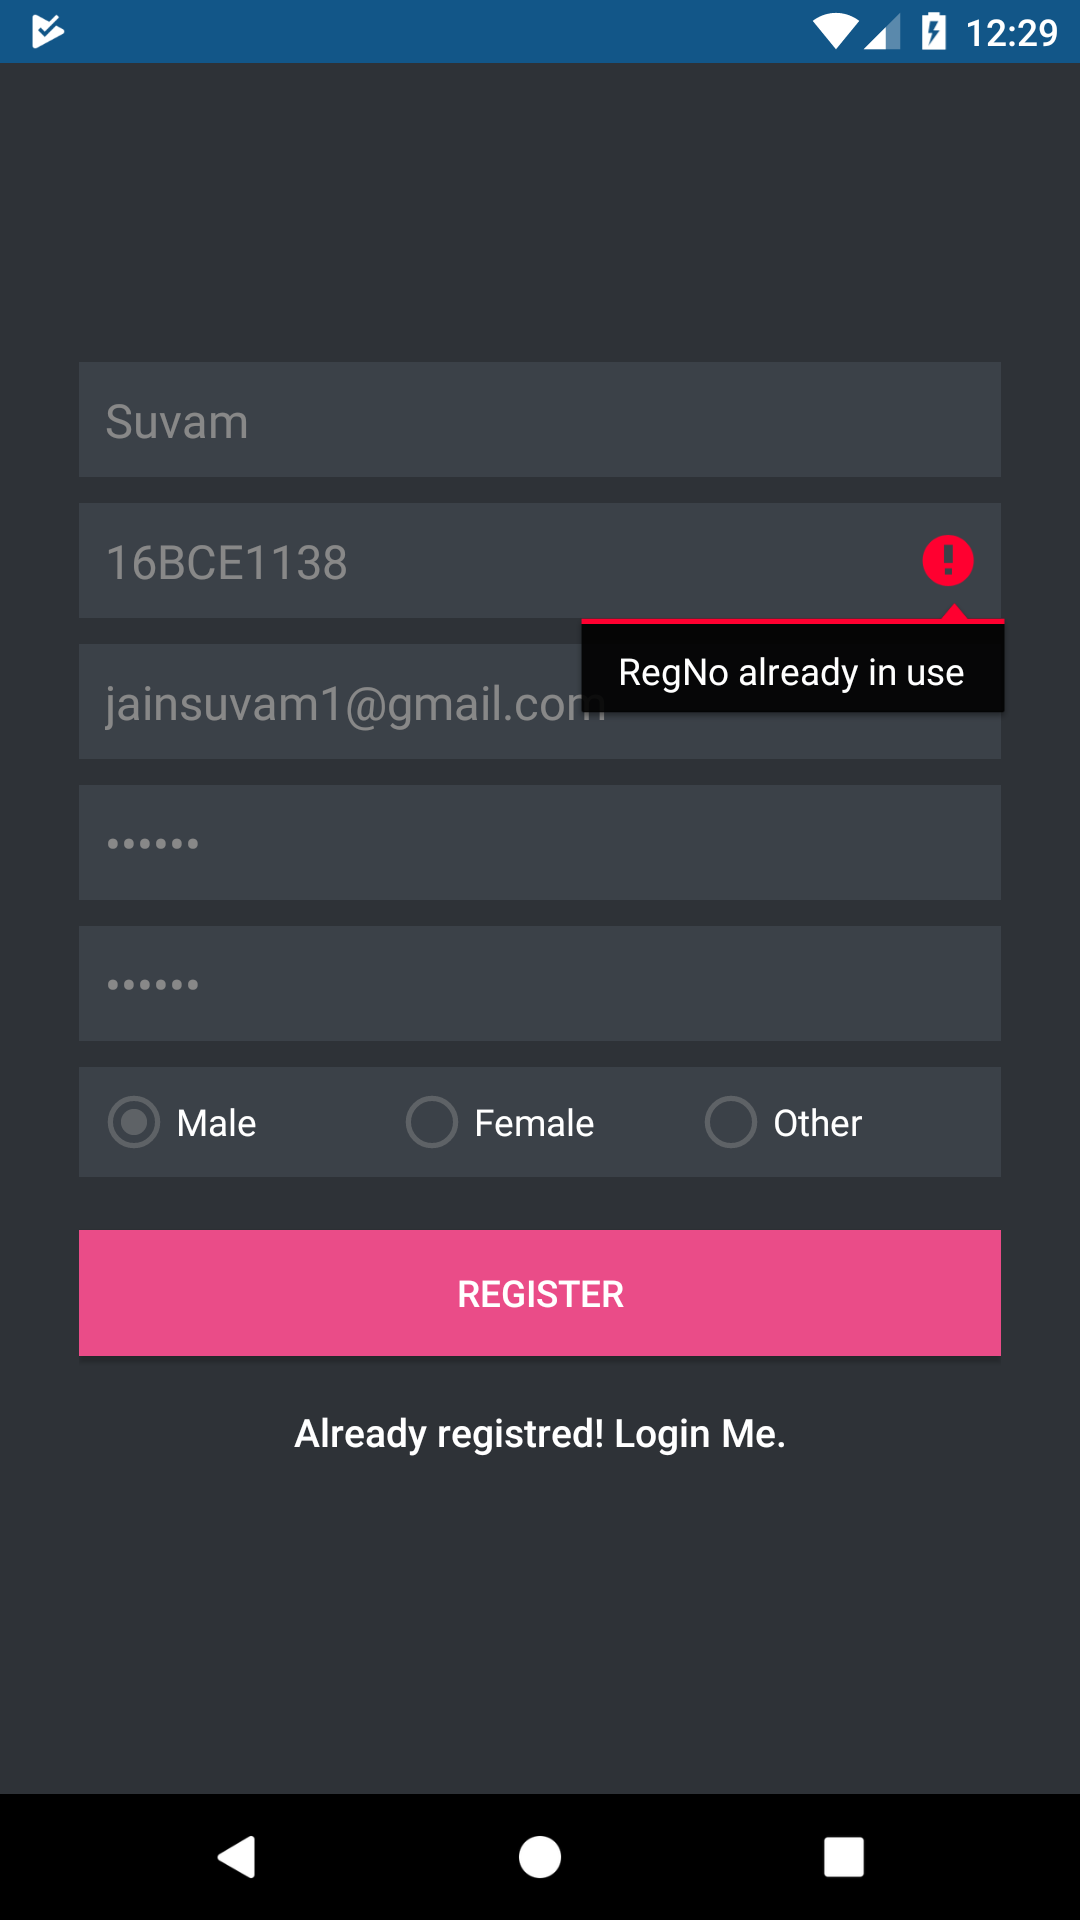 12:29
Suvam
16BCE1138
RegNo already in use
jainsuvam1@gmail.com
••••••
••••••
Male Female Other
REGISTER
Already registred! Login Me.